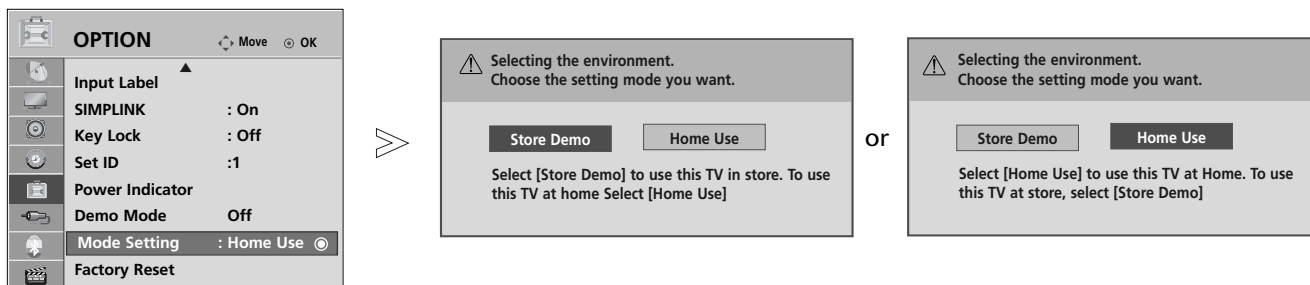 OPTION
Move OK
Input Label
SIMPLINK : On
Key Lock : Off
Set ID :1
Power Indicator
Demo Mode Off
Mode Setting : Home Use
Factory Reset
Selecting the environment.
Choose the setting mode you want.
Store Demo Home Use
Select [Store Demo] to use this TV in store. To use
this TV at home Select [Home Use]
or
Selecting the environment.
Choose the setting mode you want.
Store Demo Home Use
Select [Home Use] to use this TV at Home. To use
this TV at store, select [Store Demo]